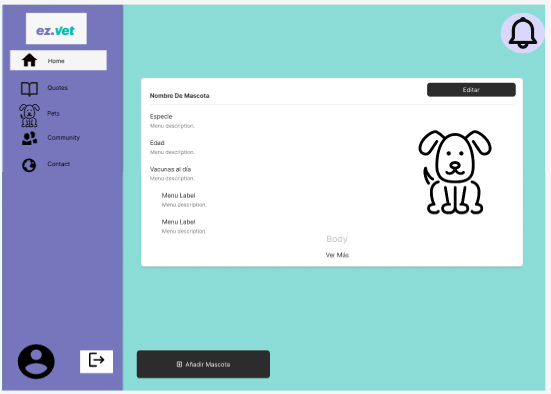 ez.vet
Home
Quotes
Pets
Community
Contact
Editar
Nombre De Mascota
Especie
Menu description.
Edad
Menu description.
Vacunas al día
Menu description.
Menu Label
Menu description.
Menu Label
Menu description.
Body
Ver Más
Añadir Mascota